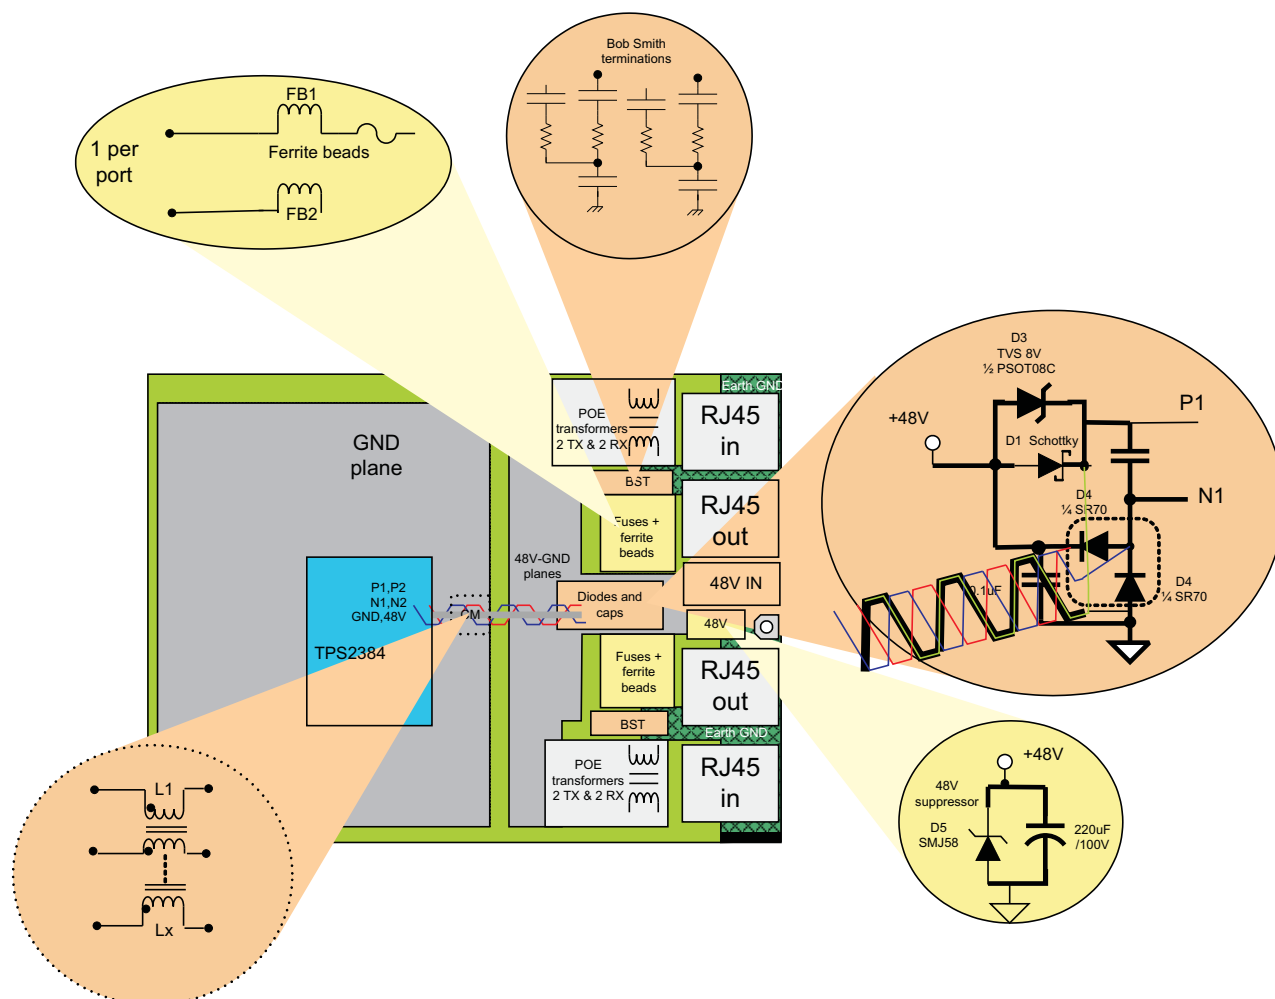 Bob Smith
terminations
FB1
Ferrite beads
1 per
port
FB2
D3
TVS 8V
½ PSOT08C
+48V
P1
D1 Schottky
N1
D4
¼ SR70
0.1uF
D4
¼ SR70
Earth GND
POE
transformers
2 TX & 2 RX
RJ45
in
GND
plane
BST
Fuses +
ferrite
beads
RJ45
out
48V-GND
planes
48V IN
P1,P2
N1,N2
GND,48V
CM
Diodes and
caps
48V
TPS2384
Fuses +
ferrite
beads
RJ45
out
BST
Earth GND
POE
transformers
2 TX & 2 RX
RJ45
in
+48V
48V
suppressor
D5
SMJ58
220uF
/100V
L1
Lx